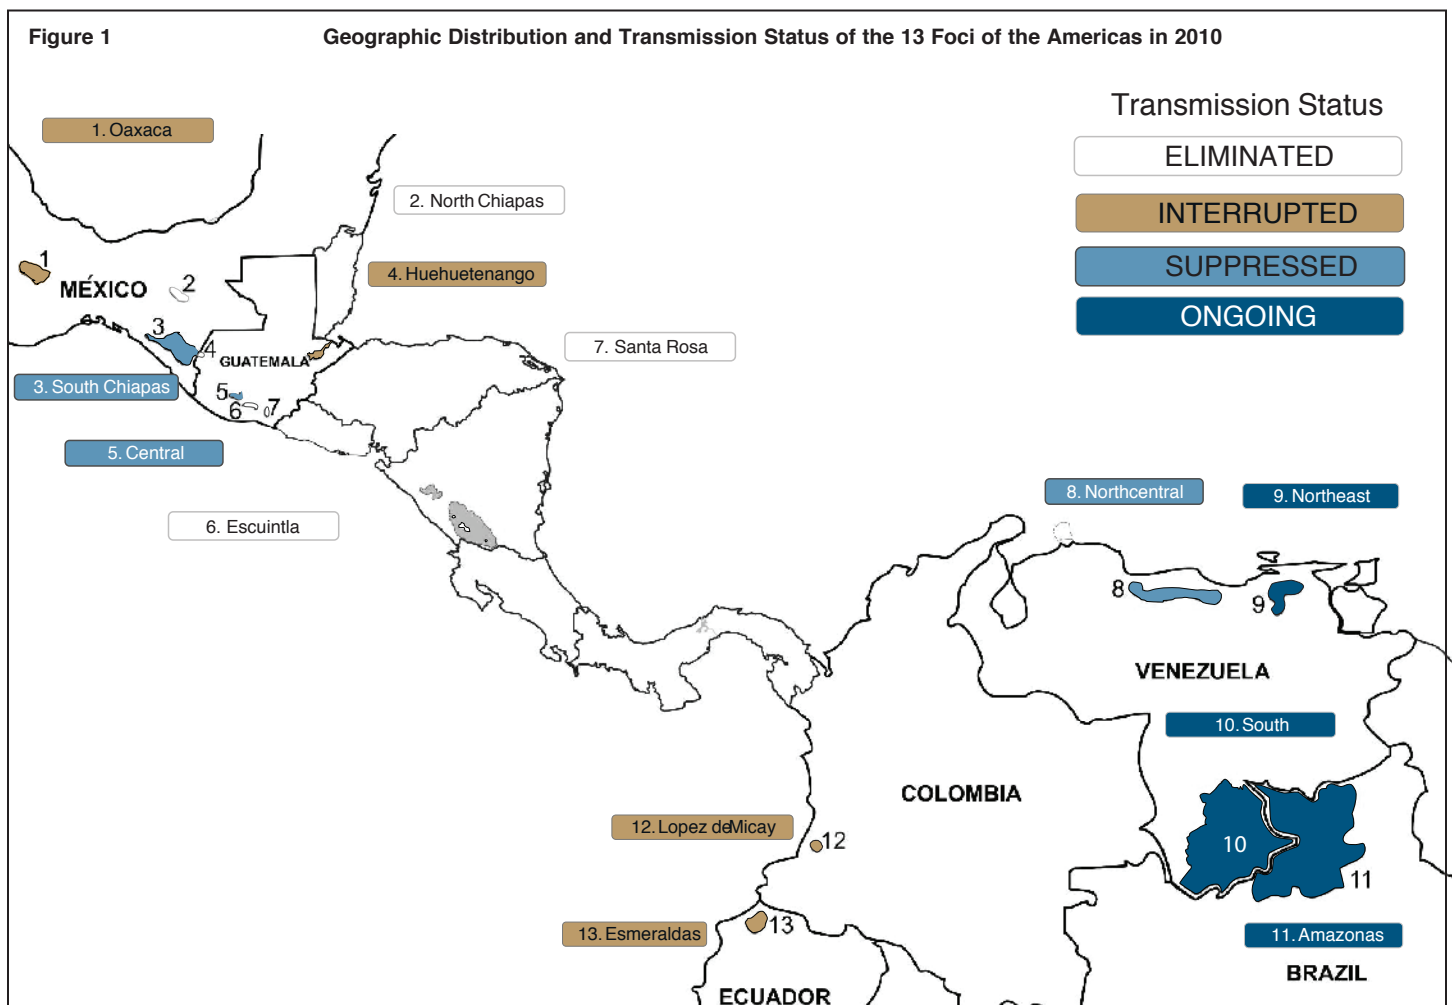 Figure 1
Geographic Distribution and Transmission Status of the 13 Foci of the Americas in 2010
Transmission Status
ELIMINATED
INTERRUPTED
SUPPRESSED
ONGOING
1. Oaxaca
2. North Chiapas
1
MÉXICO
2
4. Huehuetenango
3
4
GUATEMALA
7. Santa Rosa
3. South Chiapas
5
6
7
5. Central
6. Escuintla
8. Northcentral
9. Northeast
8
9
VENEZUELA
10. South
COLOMBIA
12. Lopez de Micay
12
10
11
13. Esmeraldas
13
11. Amazonas
BRAZIL
ECUADOR